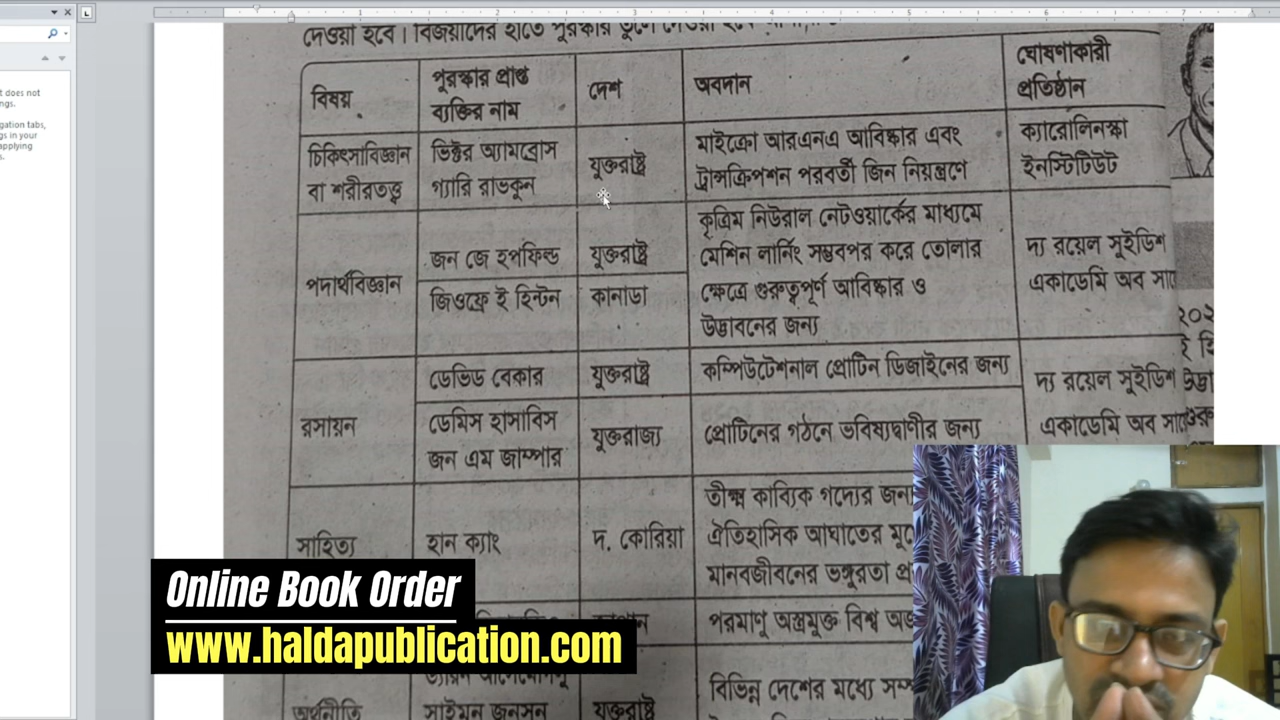 দেওয়া হবে। বিজয়ীদের হাতে পুরস্কার তুলে দেওয়া হবে
বিষয়
পুরস্কার প্রাপ্ত
ব্যক্তির নাম
দেশ
অবদান
ঘোষণাকারী
প্রতিষ্ঠান
চিকিৎসাবিজ্ঞান
বা শরীরতত্ত্ব
ভিক্টর অ্যামব্রোস
গ্যারি রাভকুন
যুক্তরাষ্ট্র
মাইক্রো আরএনএ আবিষ্কার এবং
ট্রান্সক্রিপশন পরবর্তী জিন নিয়ন্ত্রণে
ক্যারোলিনস্কা
ইনস্টিটিউট
পদার্থবিজ্ঞান
জন জে হপফিল্ড
যুক্তরাষ্ট্র
জিওফ্রে ই হিন্টন
কানাডা
কৃত্রিম নিউরাল নেটওয়ার্কের মাধ্যমে
মেশিন লার্নিং সম্ভবপর করে তোলার
ক্ষেত্রে গুরুত্বপূর্ণ আবিষ্কার ও
উদ্ভাবনের জন্য
দ্য রয়েল সুইডিশ
একাডেমি অব
রসায়ন
ডেভিড বেকার
যুক্তরাষ্ট্র
কম্পিউটেশনাল প্রোটিন ডিজাইনের জন্য
ডেমিস হাসাবিস
জন এম জাম্পার
যুক্তরাজ্য
প্রোটিনের গঠনে ভবিষ্যদ্বাণীর জন্য
দ্য রয়েল সুইডিশ
একাডেমি অব
সাহিত্য
হান ক্যাং
দ. কোরিয়া
তীক্ষ্ম কাব্যিক গদ্যের জন্য
ঐতিহাসিক আঘাতের
মানবজীবনের ভঙ্গুরতা
পরমাণু অস্ত্রমুক্ত বিশ্ব
অর্থনীতি
সাইমন জনসন
যুক্তরাষ্ট্র
বিভিন্ন দেশের মধ্যে
Online Book Order
www.haldapublication.com